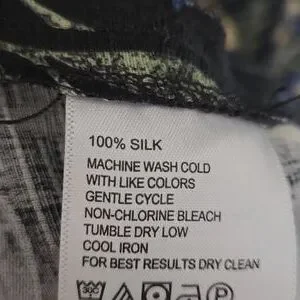 100% SILK
MACHINE WASH COLD
WITH LIKE COLORS
GENTLE CYCLE
NON-CHLORINE BLEACH
TUMBLE DRY LOW
COOL IRON
FOR BEST RESULTS DRY CLEAN